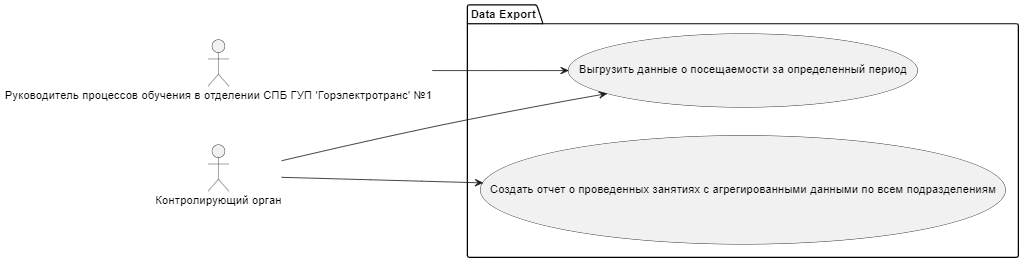 Data Export
Выгрузить данные о посещаемости за определенный период
Руководитель процессов обучения в отделении СПБ ГУП 'Горэлектротранс' №1
Создать отчет о проведенных занятиях с агрегированными данными по всем подразделениям
Контролирующий орган